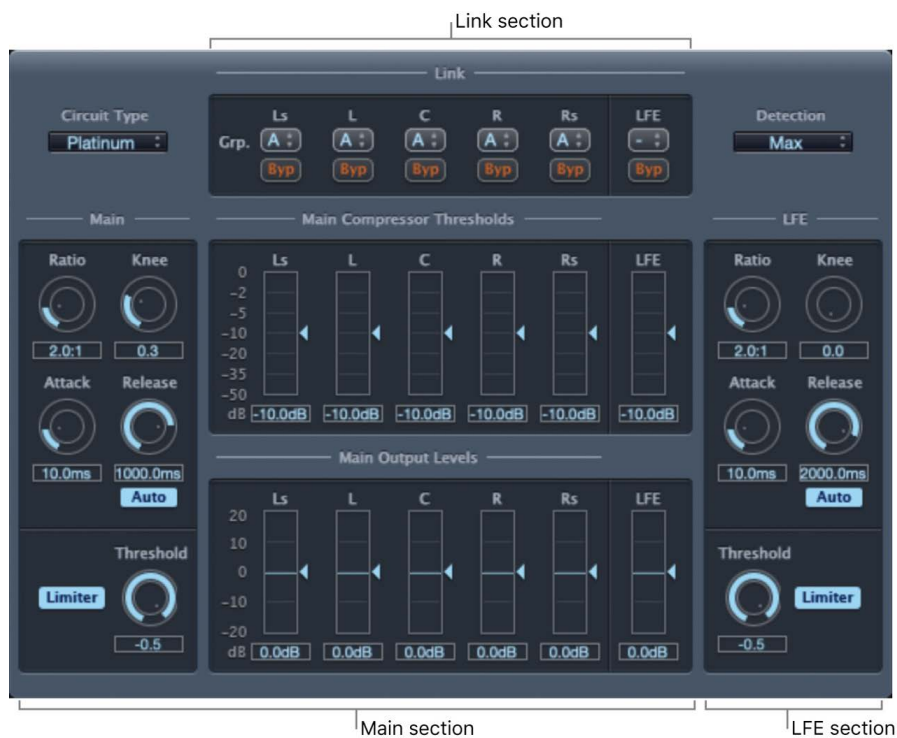 Link section
Link
Circuit Type
Platinum
Ls L C R Rs LFE
Grp. A A A A A -
Byp Byp Byp Byp Byp Byp
Detection
Max
Main
Ratio Knee
2.0:1 0.3
Attack Release
10.0ms 1000.0ms
Auto
Threshold
Limiter
-0.5
Main Compressor Thresholds
Ls L C R Rs LFE
0
-2
-5
-10
-20
-35
-50
dB -10.0dB -10.0dB -10.0dB -10.0dB -10.0dB -10.0dB
Main Output Levels
Ls L C R Rs LFE
20
10
0
-10
-20
dB 0.0dB 0.0dB 0.0dB 0.0dB 0.0dB 0.0dB
LFE
Ratio Knee
2.0:1 0.0
Attack Release
10.0ms 2000.0ms
Auto
Threshold
Limiter
-0.5
Main section
LFE section